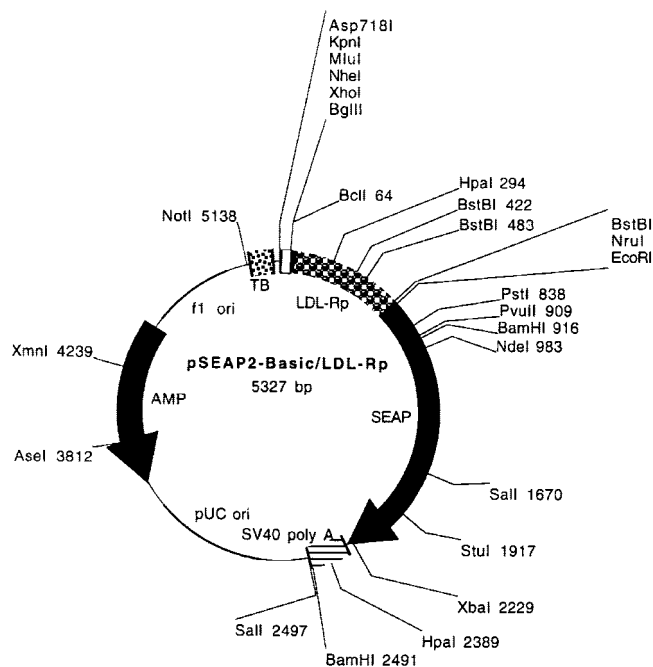 Asp718I
KpnI
MluI
NheI
XhoI
BglII
BclI 64
HpaI 294
BstBI 422
BstBI 483
BstBI
NruI
EcoRI
NotI 5138
TB
LDL-Rp
f1 ori
PstI 838
PvuII 909
BamHI 916
NdeI 983
XmnI 4239
pSEAP2-Basic/LDL-Rp
5327 bp
AMP
SEAP
AseI 3812
SalI 1670
pUC ori
SV40 poly A
StuI 1917
XbaI 2229
SalI 2497
HpaI 2389
BamHI 2491